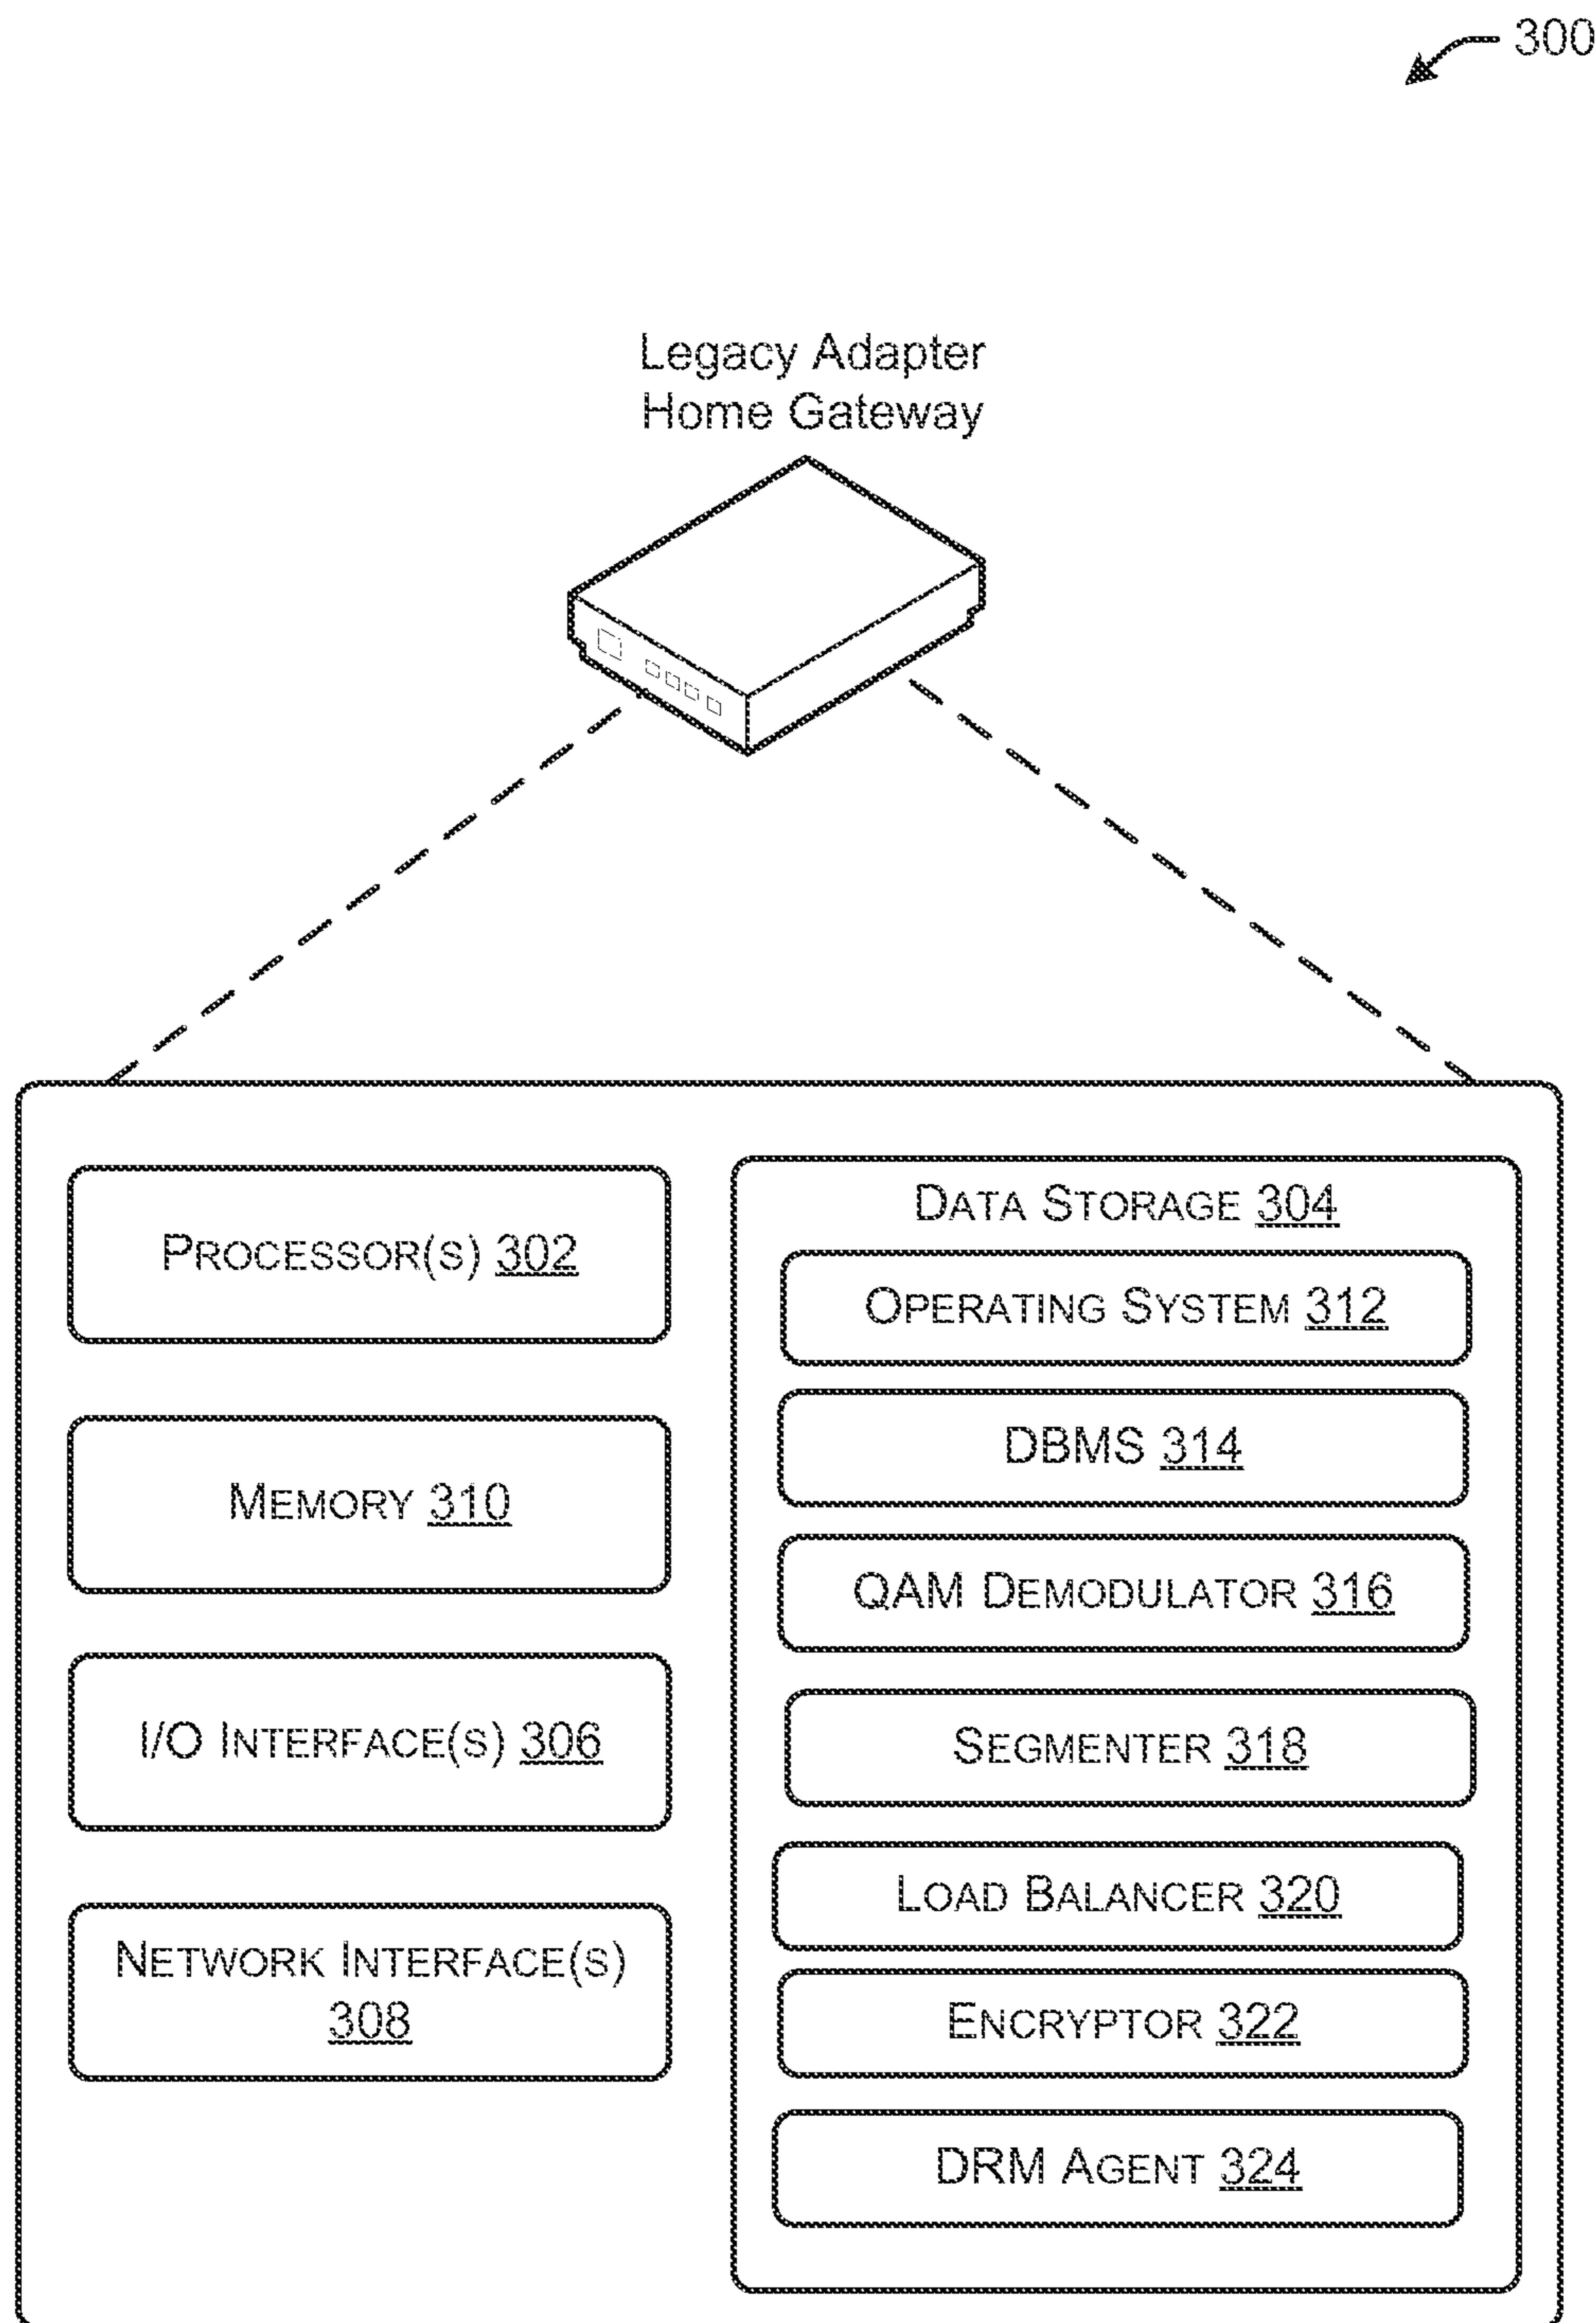 300
Legacy Adapter
Home Gateway
PROCESSOR(S) 302
MEMORY 310
I/O INTERFACE(S) 306
NETWORK INTERFACE(S)
308
DATA STORAGE 304
OPERATING SYSTEM 312
DBMS 314
QAM DEMODULATOR 316
SEGMENTER 318
LOAD BALANCER 320
ENCRYPTOR 322
DRM AGENT 324